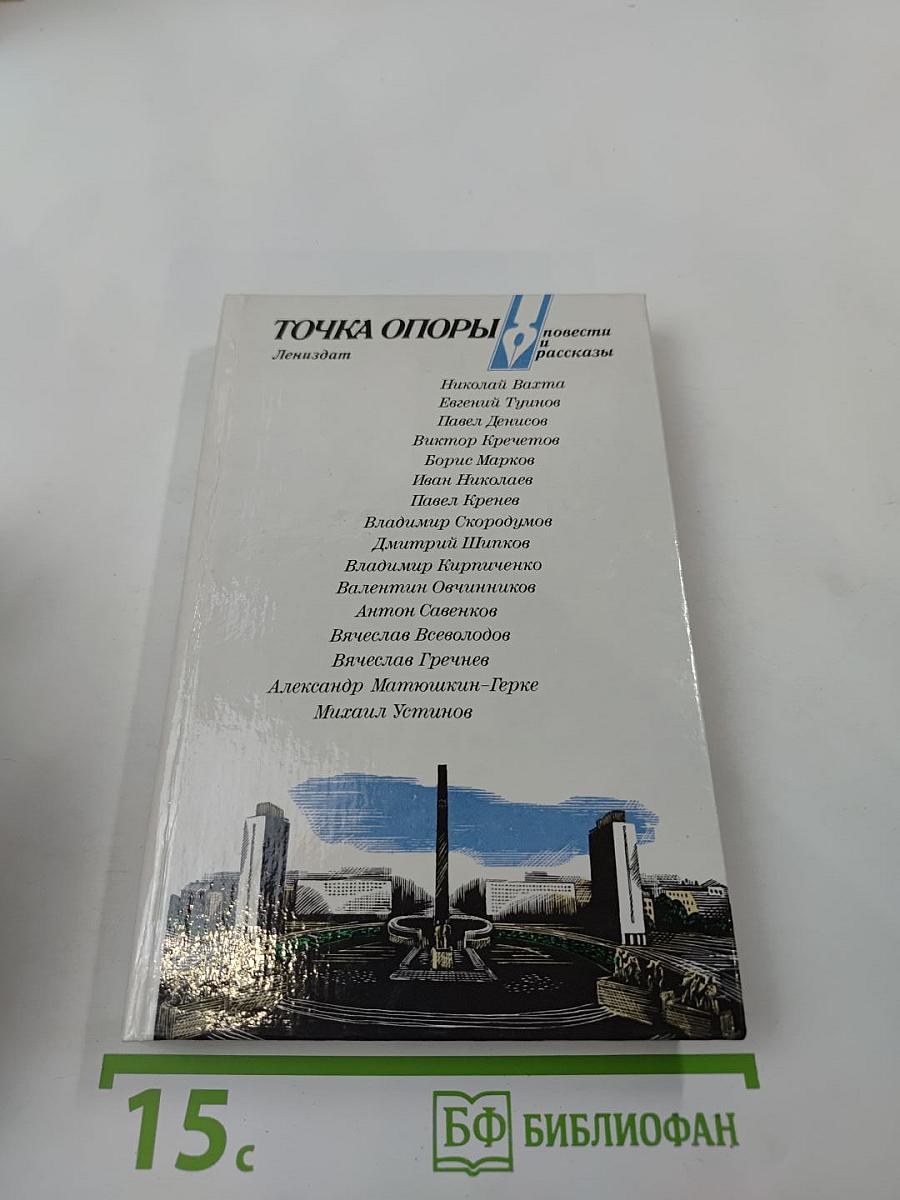 ТОЧКА ОПОРЫ
Лениздат
повести
и
рассказы
Николай Вахта
Евгений Туинов
Павел Денисов
Виктор Кречетов
Борис Марков
Иван Николаев
Павел Кренев
Владимир Скородумов
Дмитрий Шипков
Владимир Кирпиченко
Валентин Овчинников
Антон Савенков
Вячеслав Всеволодов
Вячеслав Гречнев
Александр Матюшкин-Герке
Михаил Устинов
15 с
БФ БИБЛИОФАН